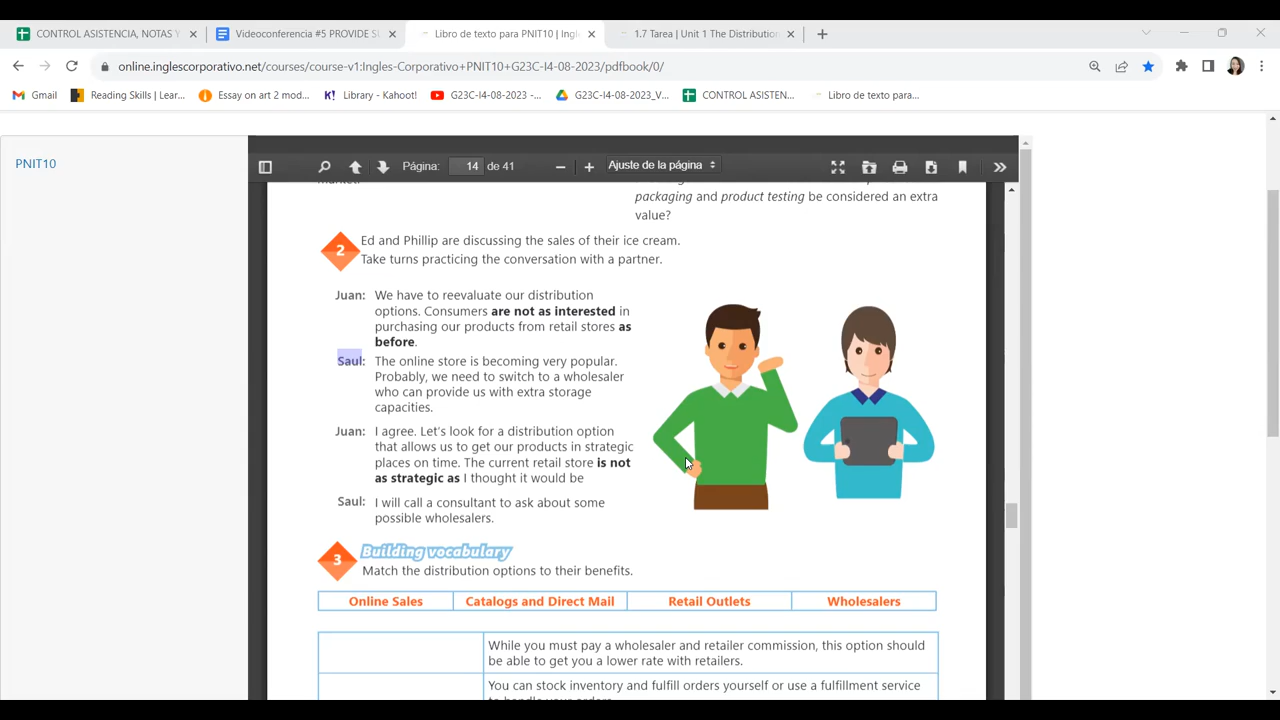 CONTROL ASISTENCIA, NOTAS Y
Videoconferencia #5 PROVIDE SU
Libro de texto para PNIT10 | Ingl
1.7 Tarea | Unit 1 The Distribution
online.inglescorporativo.net/courses/course-v1:Ingles-Corporativo+PNIT10+G23C-I4-08-2023/pdfbook/0/
Gmail
Reading Skills | Lear...
Essay on art 2 mod...
Library - Kahoot!
G23C-I4-08-2023 -...
G23C-I4-08-2023_V...
CONTROL ASISTEN...
Libro de texto para...
PNIT10
Página: 14 de 41
Ajuste de la página
packaging and product testing be considered an extra
value?
2
Ed and Phillip are discussing the sales of their ice cream.
Take turns practicing the conversation with a partner.
Juan: We have to reevaluate our distribution
options. Consumers are not as interested in
purchasing our products from retail stores as
before.
Saul: The online store is becoming very popular.
Probably, we need to switch to a wholesaler
who can provide us with extra storage
capacities.
Juan: I agree. Let's look for a distribution option
that allows us to get our products in strategic
places on time. The current retail store is not
as strategic as I thought it would be
Saul: I will call a consultant to ask about some
possible wholesalers.
3
Building vocabulary
Match the distribution options to their benefits.
Online Sales
Catalogs and Direct Mail
Retail Outlets
Wholesalers
While you must pay a wholesaler and retailer commission, this option should
be able to get you a lower rate with retailers.
You can stock inventory and fulfill orders yourself or use a fulfillment service